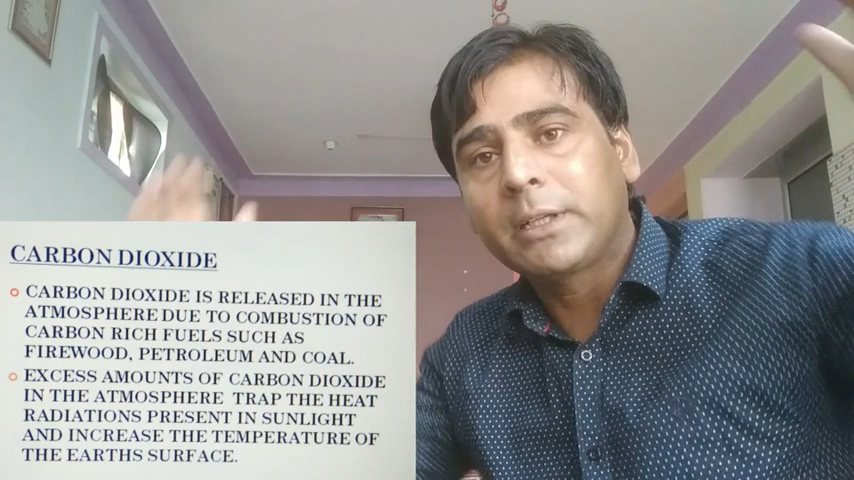 CARBON DIOXIDE
CARBON DIOXIDE IS RELEASED IN THE
ATMOSPHERE DUE TO COMBUSTION OF
CARBON RICH FUELS SUCH AS
FIREWOOD, PETROLEUM AND COAL.
EXCESS AMOUNTS OF CARBON DIOXIDE
IN THE ATMOSPHERE TRAP THE HEAT
RADIATIONS PRESENT IN SUNLIGHT
AND INCREASE THE TEMPERATURE OF
THE EARTHS SURFACE.